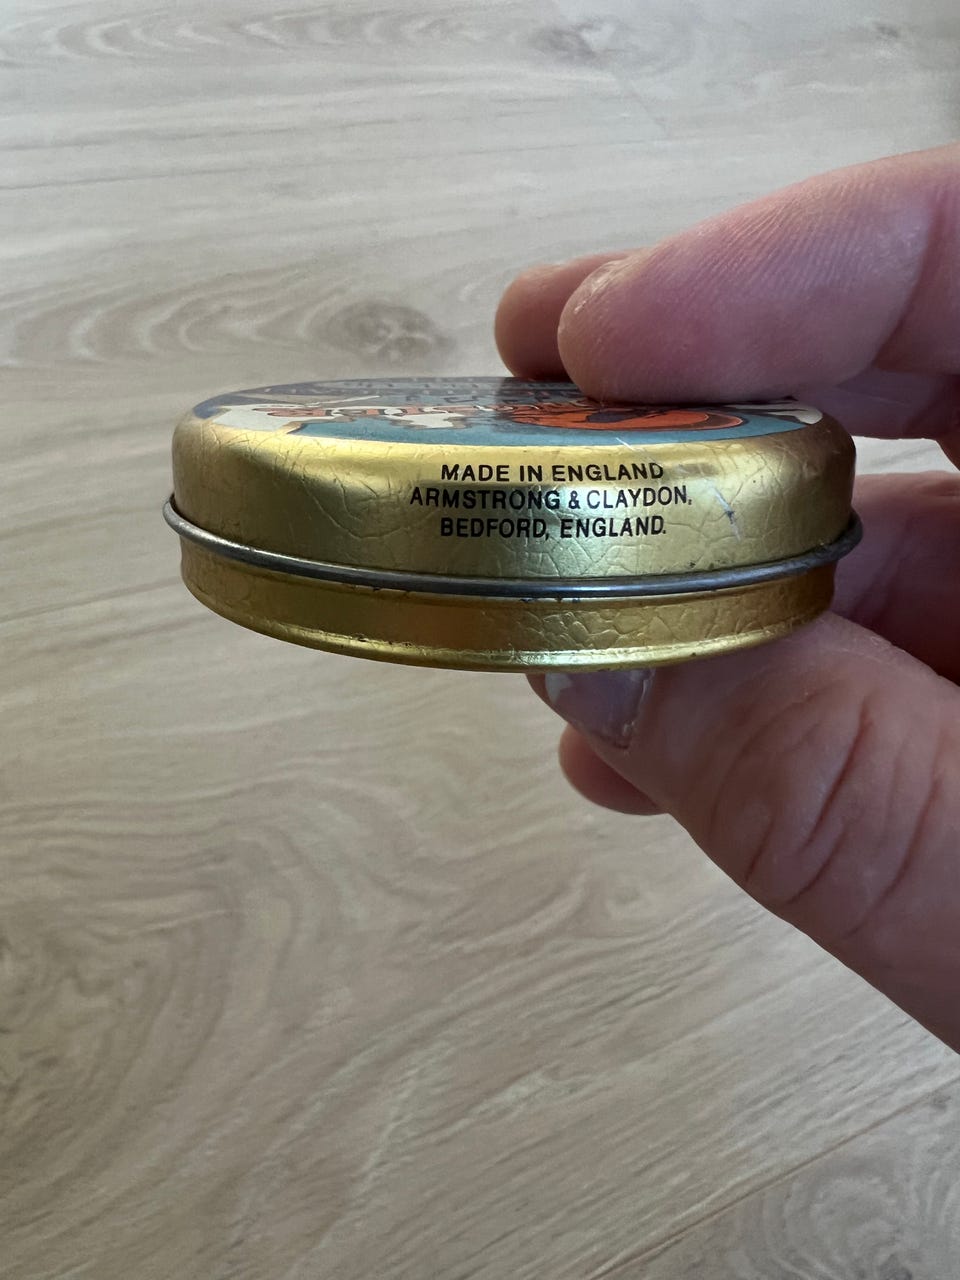 MADE IN ENGLAND
ARMSTRONG & CLAYDON,
BEDFORD, ENGLAND.